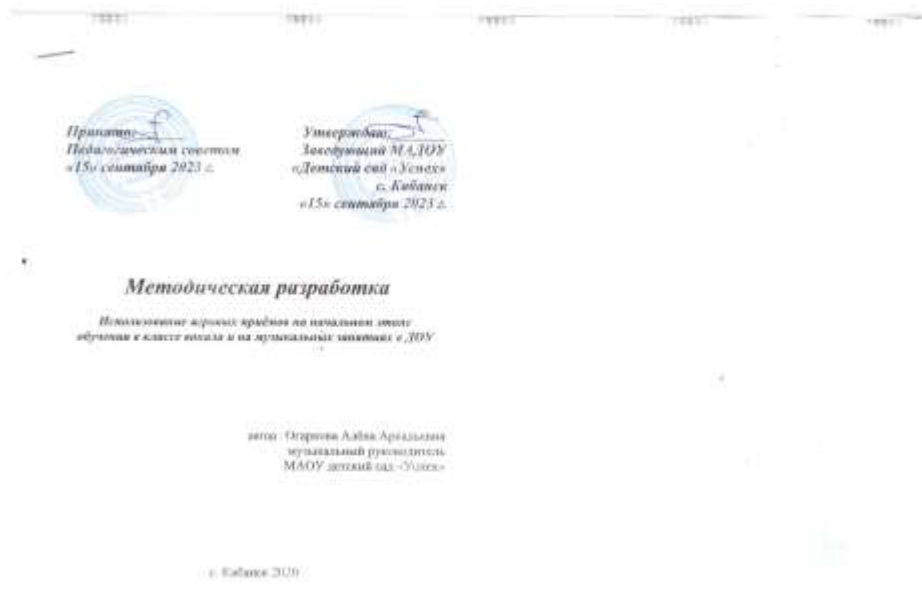 Принято:
Педагогическим советом
«15» сентября 2023 г.
Утверждаю:
Заведующий МАДОУ
«Детский сад «Успех»
с. Кабанск
«15» сентября 2023 г.
Методическая разработка
Использование игровых приёмов на начальном этапе
обучения в классе вокала и на музыкальных занятиях в ДОУ
автор Аркадьевна
музыкальный руководитель
МАОУ детский сад «Успех»
с. Кабанск 2020